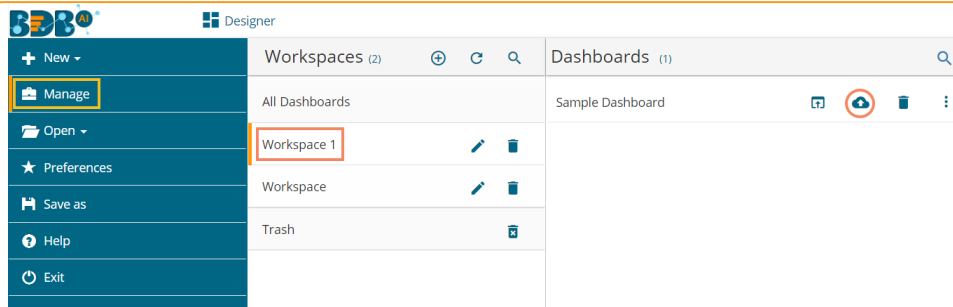 BDB AI
Designer
New
Manage
Open
Preferences
Save as
Help
Exit
Workspaces (2)
All Dashboards
Workspace 1
Workspace
Trash
Dashboards (1)
Sample Dashboard